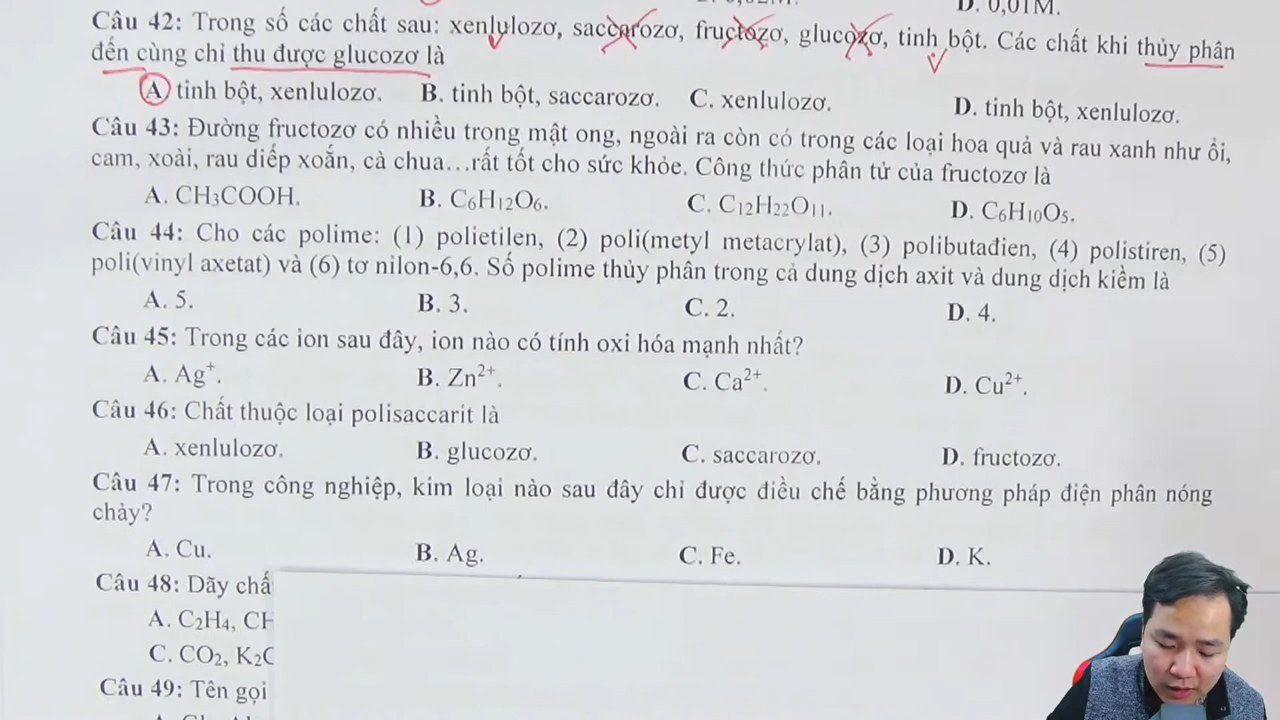 D. 0,01M.
Câu 42: Trong số các chất sau: xenlulozơ, saccarozơ, fructozơ, glucozơ, tinh bột. Các chất khi thủy phân
đến cùng chỉ thu được glucozơ là
A tinh bột, xenlulozơ. B. tinh bột, saccarozơ. C. xenlulozơ. D. tinh bột, xenlulozơ.
Câu 43: Đường fructozơ có nhiều trong mật ong, ngoài ra còn có trong các loại hoa quả và rau xanh như ổi,
cam, xoài, rau diếp xoắn, cà chua…rất tốt cho sức khỏe. Công thức phân tử của fructozơ là
A. CH₃COOH. B. C₆H₁₂O₆. C. C₁₂H₂₂O₁₁. D. C₆H₁₀O₅.
Câu 44: Cho các polime: (1) polietilen, (2) poli(metyl metacrylat), (3) polibutađien, (4) polistiren, (5)
poli(vinyl axetat) và (6) tơ nilon-6,6. Số polime thủy phân trong cả dung dịch axit và dung dịch kiềm là
A. 5. B. 3. C. 2. D. 4.
Câu 45: Trong các ion sau đây, ion nào có tính oxi hóa mạnh nhất?
A. Ag⁺. B. Zn²⁺. C. Ca²⁺. D. Cu²⁺.
Câu 46: Chất thuộc loại polisaccarit là
A. xenlulozơ. B. glucozơ. C. saccarozơ. D. fructozơ.
Câu 47: Trong công nghiệp, kim loại nào sau đây chỉ được điều chế bằng phương pháp điện phân nóng
chảy?
A. Cu. B. Ag. C. Fe. D. K.
Câu 48: Dãy chấ
A. C₂H₄, CH
C. CO₂, K₂C
Câu 49: Tên gọi